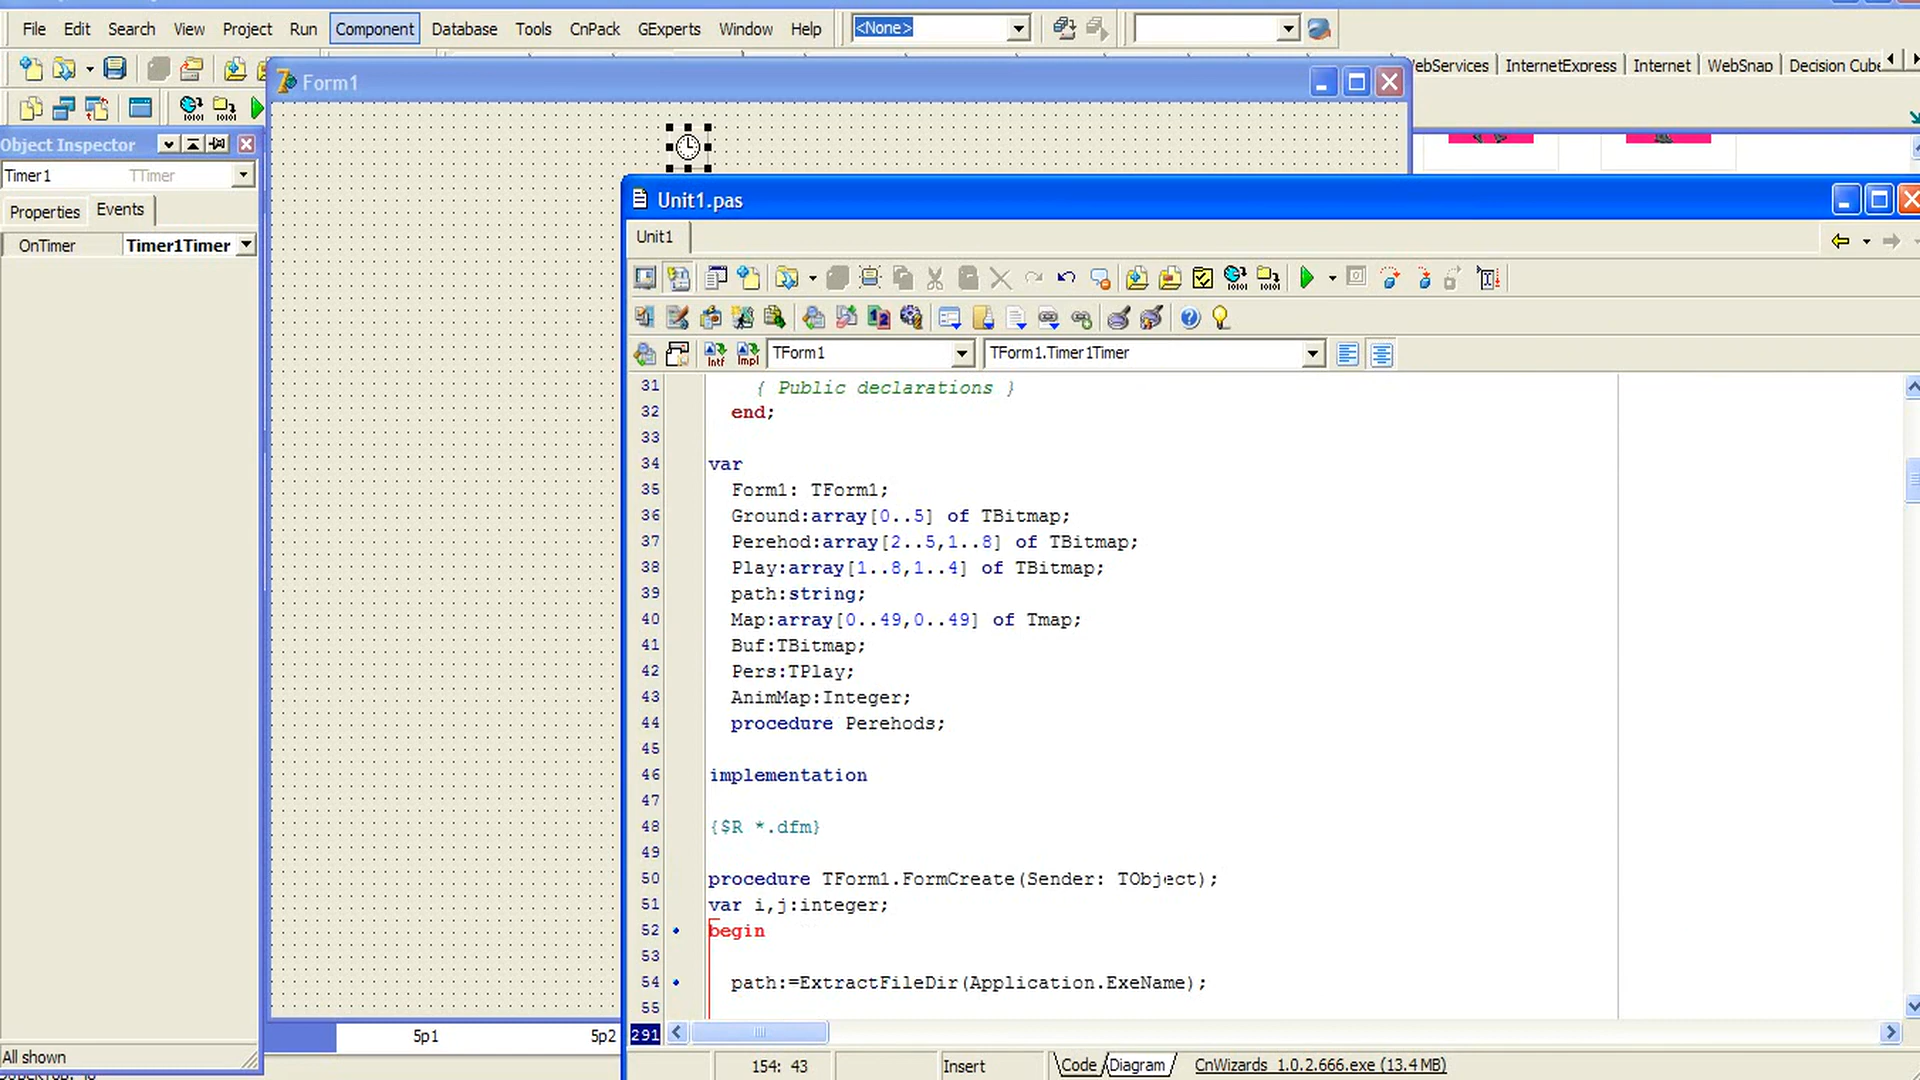 File Edit Search View Project Run Component Database Tools CnPack GExperts Window Help <None>
WebServices InternetExpress Internet WebSnap Decision Cube
Form1
Object Inspector
Timer1 TTimer
Properties Events
OnTimer Timer1Timer
All shown
5p1 5p2
Unit1.pas
Unit1
Intf Impl TForm1 TForm1.Timer1Timer
31 { Public declarations }
32 end;
33
34 var
35 Form1: TForm1;
36 Ground:array[0..5] of TBitmap;
37 Perehod:array[2..5,1..8] of TBitmap;
38 Play:array[1..8,1..4] of TBitmap;
39 path:string;
40 Map:array[0..49,0..49] of Tmap;
41 Buf:TBitmap;
42 Pers:TPlay;
43 AnimMap:Integer;
44 procedure Perehods;
45
46 implementation
47
48 {$R *.dfm}
49
50 procedure TForm1.FormCreate(Sender: TObject);
51 var i,j:integer;
52 begin
53
54 path:=ExtractFileDir(Application.ExeName);
55
291
154: 43 Insert Code Diagram CnWizards_1.0.2.666.exe (13.4 MB)